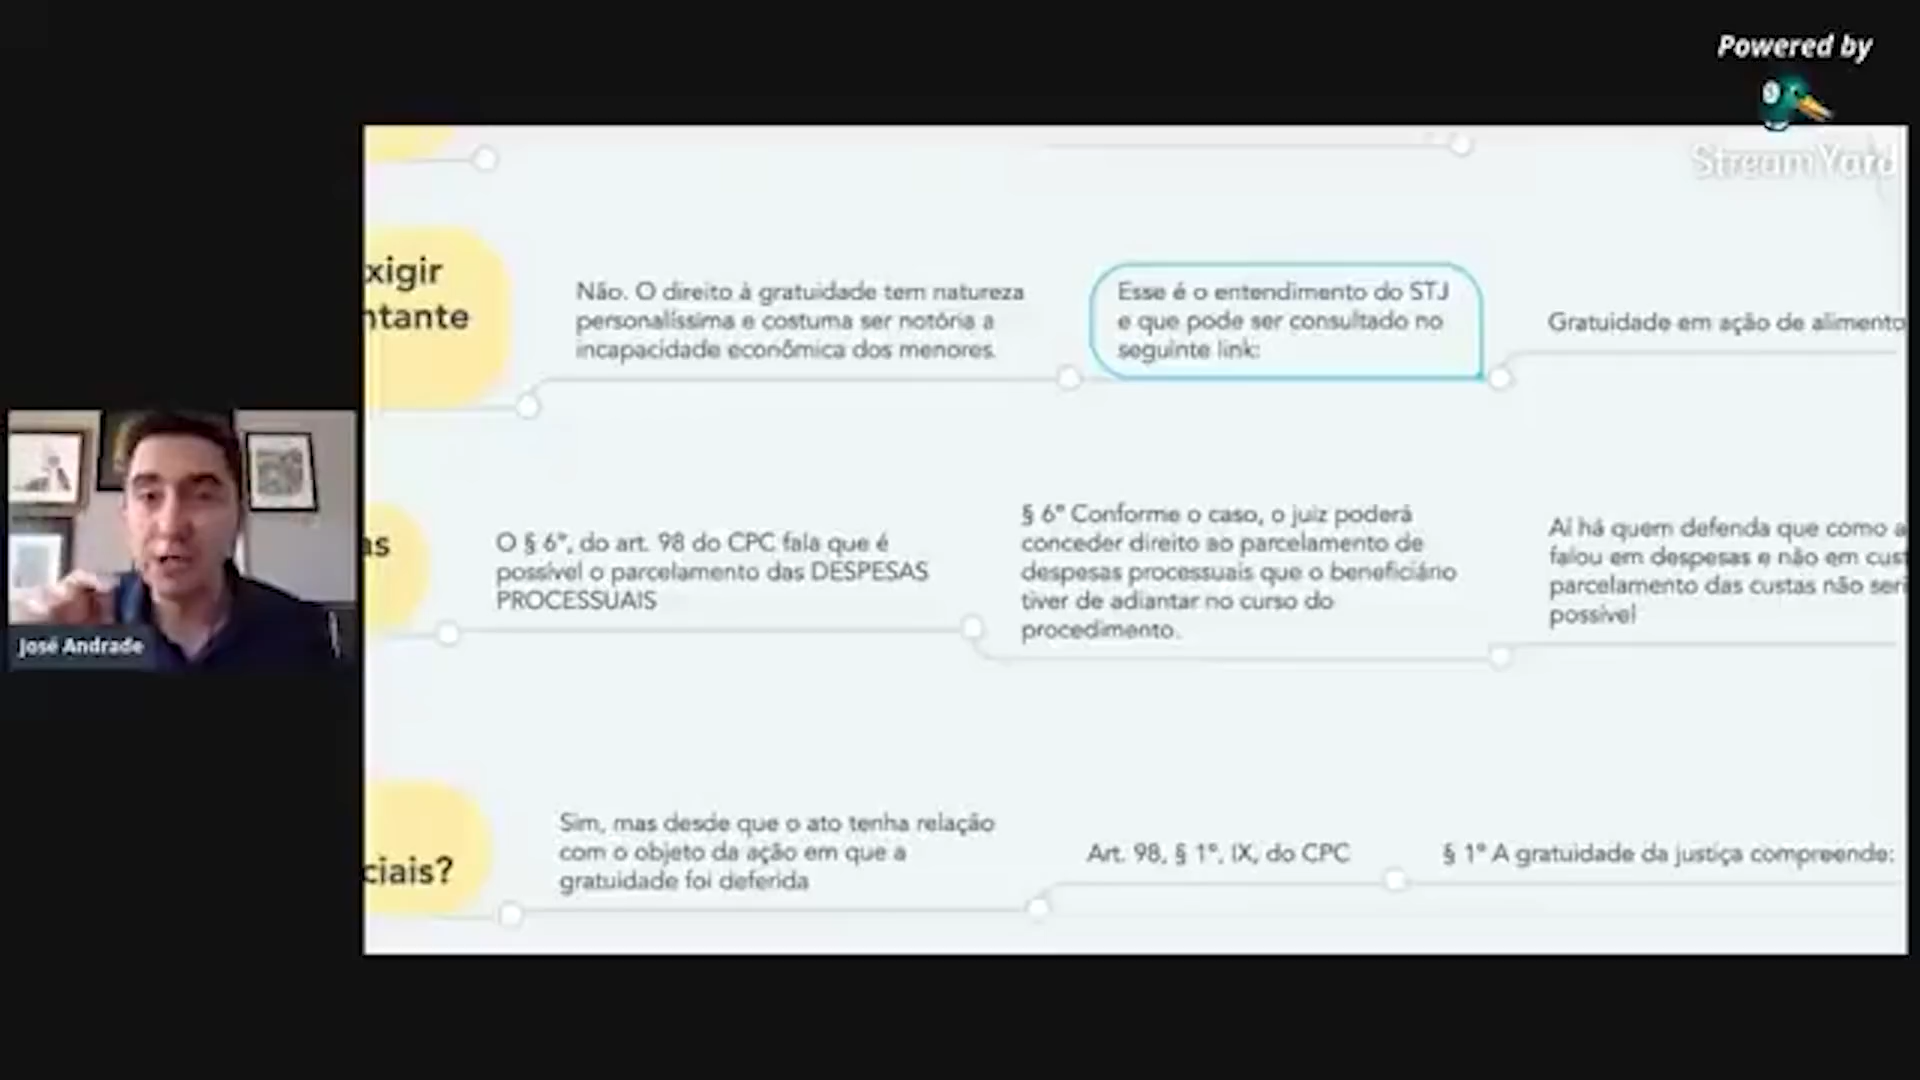 Powered by
StreamYard
xigir
ntante
Não. O direito à gratuidade tem natureza
personalíssima e costuma ser notória a
incapacidade econômica dos menores.
Esse é o entendimento do STJ
e que pode ser consultado no
seguinte link:
Gratuidade em ação de alimento
as
O § 6º, do art. 98 do CPC fala que é
possível o parcelamento das DESPESAS
PROCESSUAIS
§ 6º Conforme o caso, o juiz poderá
conceder direito ao parcelamento de
despesas processuais que o beneficiário
tiver de adiantar no curso do
procedimento.
Aí há quem defenda que como a
falou em despesas e não em cus
parcelamento das custas não seri
possível
José Andrade
ciais?
Sim, mas desde que o ato tenha relação
com o objeto da ação em que a
gratuidade foi deferida
Art. 98, § 1º, IX, do CPC
§ 1º A gratuidade da justiça compreende: